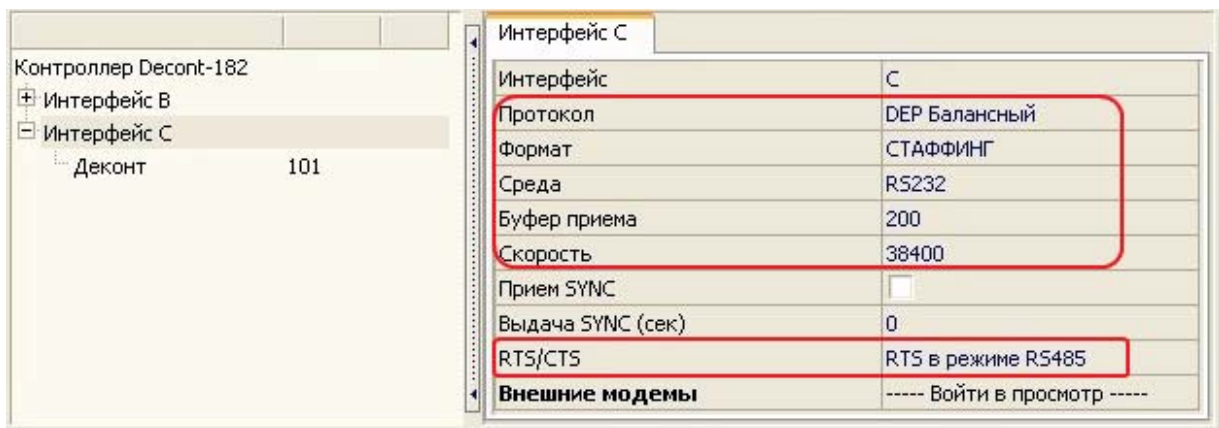 Контроллер Decont-182
Интерфейс B
Интерфейс C
Деконт 101
Интерфейс C
Интерфейс C
Протокол DEP Балансный
Формат СТАФФИНГ
Среда RS232
Буфер приема 200
Скорость 38400
Прием SYNC
Выдача SYNC (сек) 0
RTS/CTS RTS в режиме RS485
Внешние модемы ----- Войти в просмотр -----